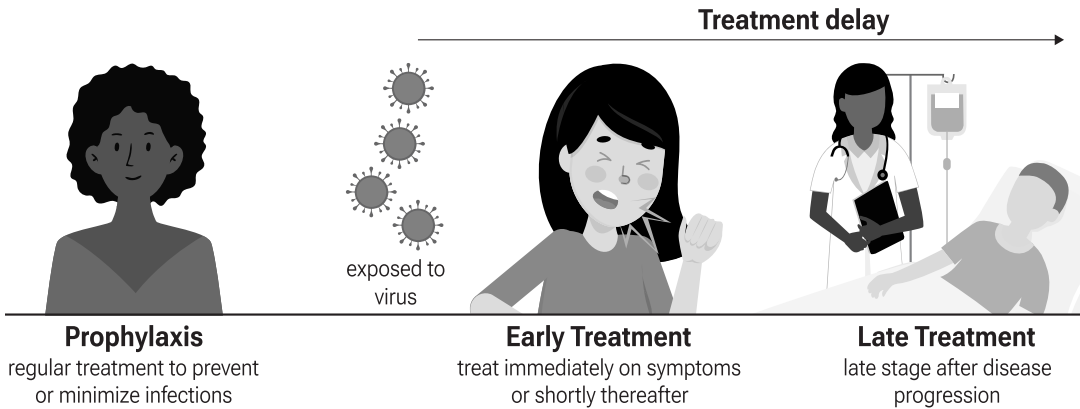 Treatment delay
exposed to
virus
Prophylaxis
regular treatment to prevent
or minimize infections
Early Treatment
treat immediately on symptoms
or shortly thereafter
Late Treatment
late stage after disease
progression